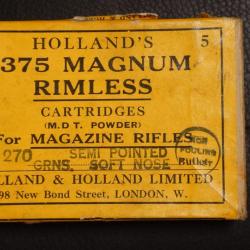 HOLLAND'S 5
375 MAGNUM
RIMLESS
CARTRIDGES
(M.D.T. POWDER)
For MAGAZINE RIFLES
270 SEMI POINTED
GRNS. SOFT NOSE
NON
FOULING
Bullets
LLAND & HOLLAND LIMITED
98 New Bond Street, LONDON, W.